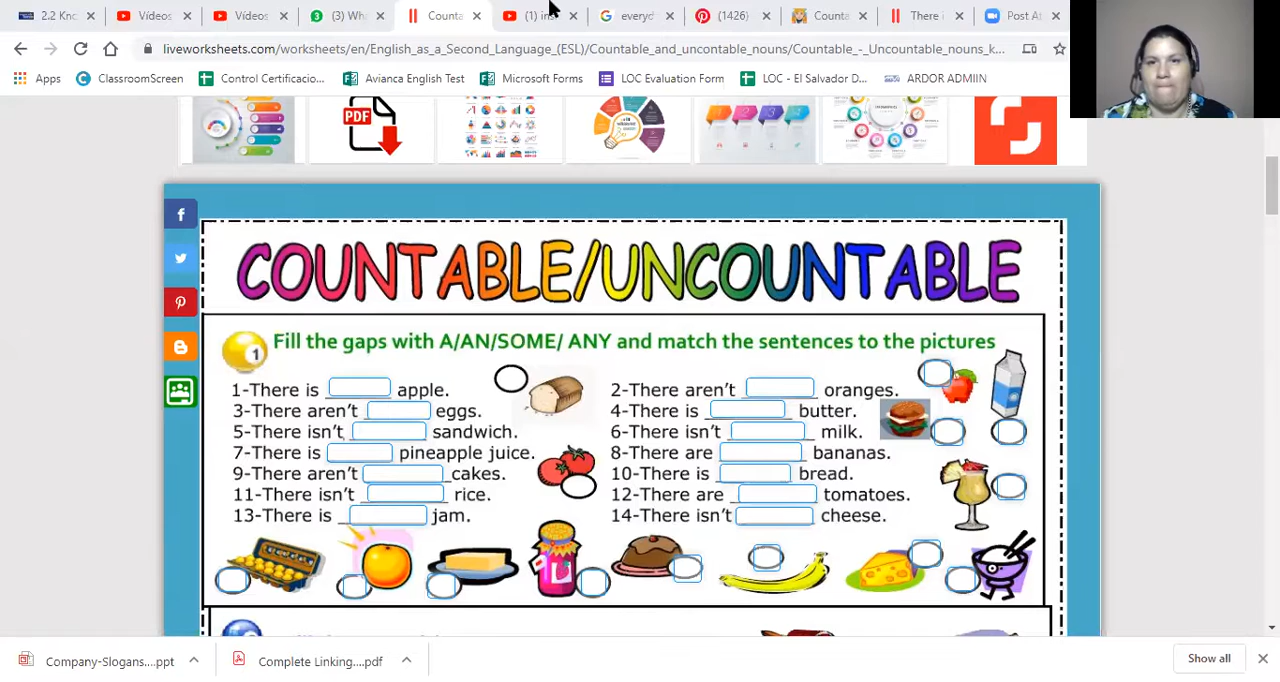 2.2 Kno
Vídeos
Vídeos
(3) Wha
Counta
(1) ins
everyd
(1426)
Counta
There i
Post At
liveworksheets.com/worksheets/en/English_as_a_Second_Language_(ESL)/Countable_and_uncontable_nouns/Countable_-_Uncountable_nouns_k...
Apps
ClassroomScreen
Control Certificacio...
Avianca English Test
Microsoft Forms
LOC Evaluation Form
LOC - El Salvador D...
ARDOR ADMIIN
PDF
COUNTABLE/UNCOUNTABLE
1
Fill the gaps with A/AN/SOME/ ANY and match the sentences to the pictures
1-There is apple.
2-There aren't oranges.
3-There aren't eggs.
4-There is butter.
5-There isn't sandwich.
6-There isn't milk.
7-There is pineapple juice.
8-There are bananas.
9-There aren't cakes.
10-There is bread.
11-There isn't rice.
12-There are tomatoes.
13-There is jam.
14-There isn't cheese.
Company-Slogans....ppt
Complete Linking....pdf
Show all